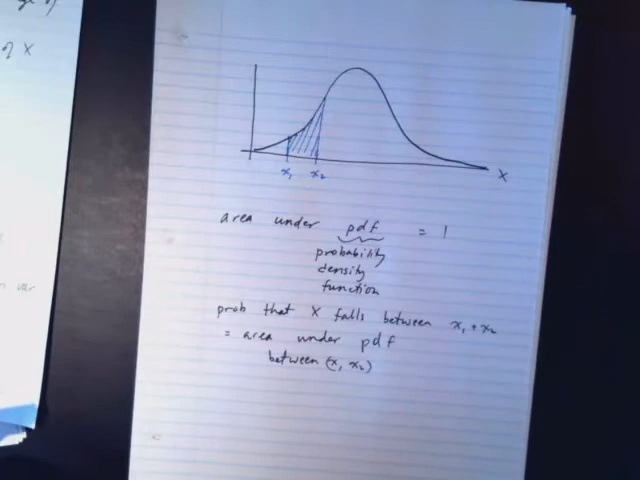 of X
x₁ x₂
X
area under pdf = 1
probability
density
function
prob that X falls between x₁ + x₂
= area under pdf
between (x₁ x₂)